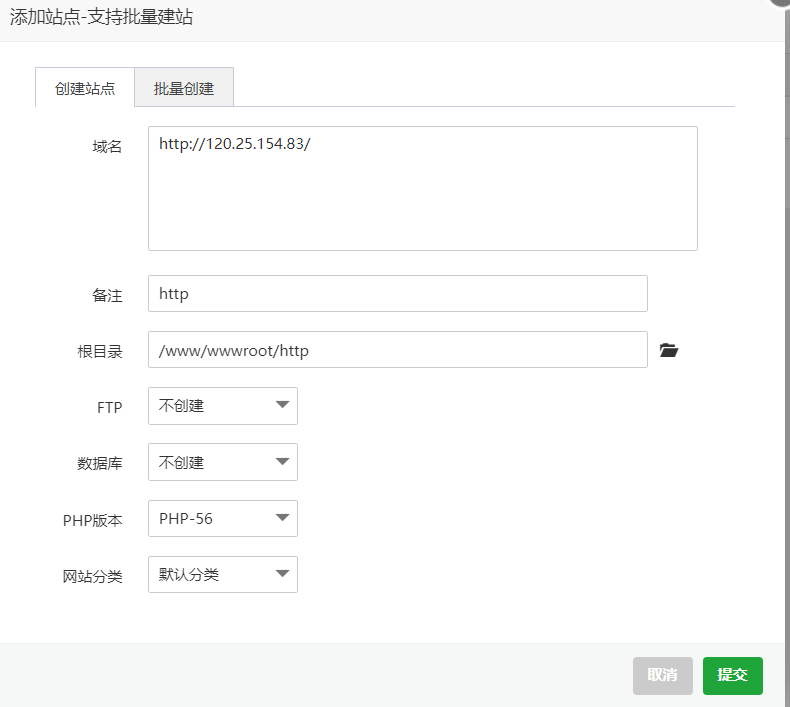 添加站点-支持批量建站
创建站点 批量创建
域名 http://120.25.154.83/
备注 http
根目录 /www/wwwroot/http
FTP 不创建
数据库 不创建
PHP版本 PHP-56
网站分类 默认分类
取消 提交